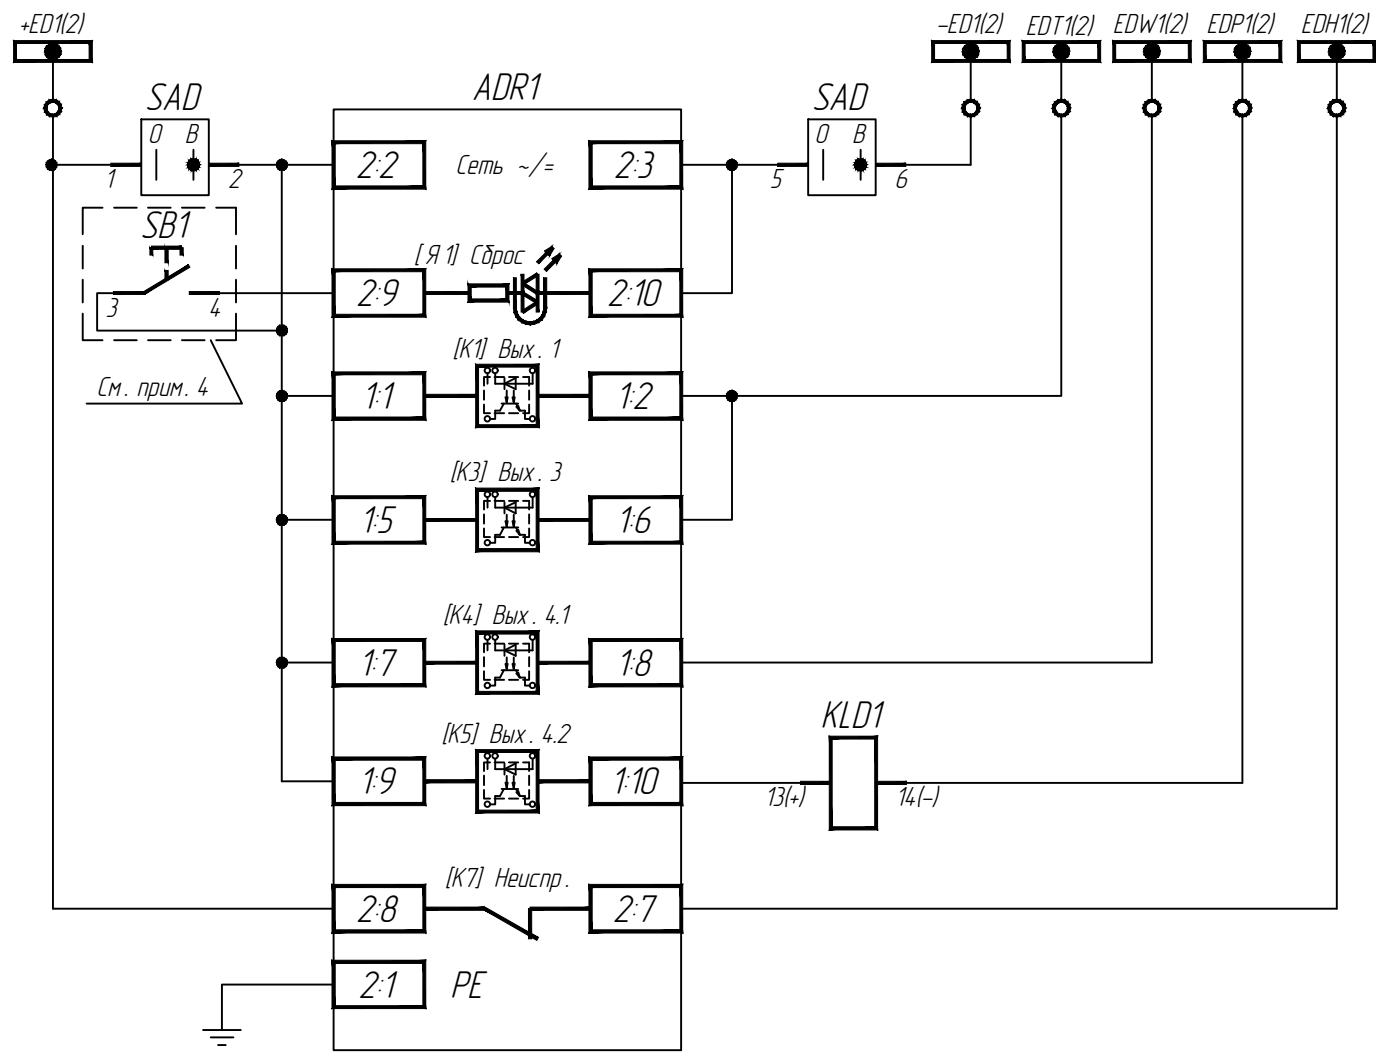 +ED1(2)
-ED1(2)
EDT1(2)
EDW1(2)
EDP1(2)
EDH1(2)
SAD
ADR1
SAD
0 B
0 B
1
2
2:2
Сеть ~/=
2:3
5
6
SB1
[Я1] Сброс
3
4
2:9
2:10
[K1] Вых. 1
См. прим. 4
1:1
1:2
[K3] Вых. 3
1:5
1:6
[K4] Вых. 4.1
1:7
1:8
KLD1
[K5] Вых. 4.2
1:9
1:10
13(+)
14(-)
[K7] Неиспр.
2:8
2:7
2:1
PE